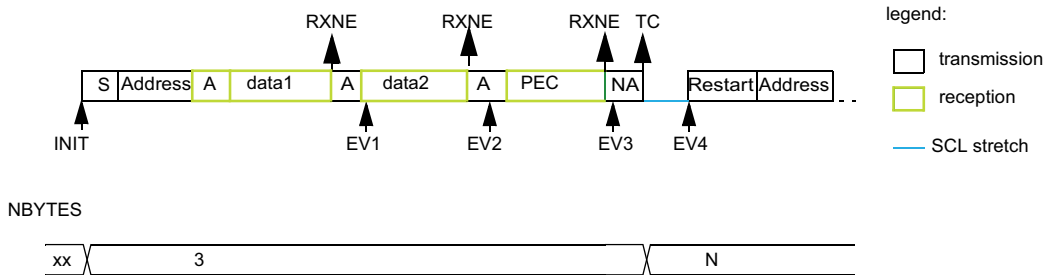 legend:
RXNE RXNE RXNE TC
transmission
S Address A data1 A data2 A PEC NA Restart Address
reception
INIT EV1 EV2 EV3 EV4
SCL stretch
NBYTES
xx 3 N